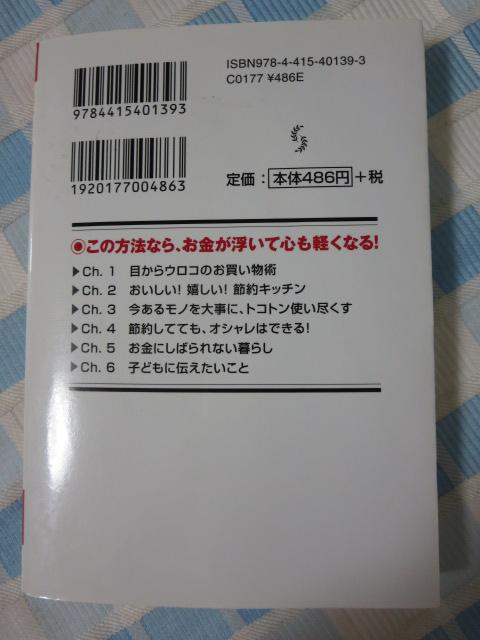 ISBN978-4-415-40139-3
C0177 ¥486E
9784415401393
1920177004863
定価：本体486円＋税
◉この方法なら、お金が浮いて心も軽くなる!
▶Ch. 1 目からウロコのお買い物術
▶Ch. 2 おいしい! 嬉しい! 節約キッチン
▶Ch. 3 今あるモノを大事に、トコトン使い尽くす
▶Ch. 4 節約してても、オシャレはできる!
▶Ch. 5 お金にしばられない暮らし
▶Ch. 6 子どもに伝えたいこと